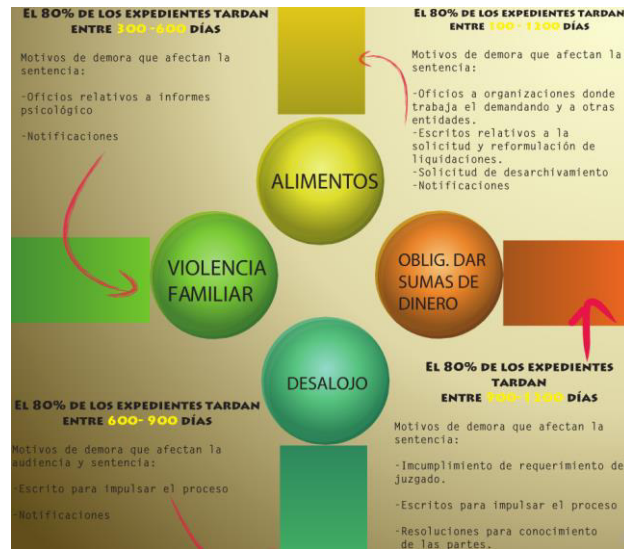 EL 80% DE LOS EXPEDIENTES TARDAN
ENTRE 300 -600 DÍAS
Motivos de demora que afectan la
sentencia:
-Oficios relativos a informes
psicológico
-Notificaciones
EL 80% DE LOS EXPEDIENTES TARDAN
ENTRE 300 - 1200 DÍAS
Motivos de demora que afectan la
sentencia:
-Oficios a organizaciones donde
trabaja el demandando y a otras
entidades.
-Escritos relativos a la
solicitud y reformulación de
liquidaciones.
-Solicitud de desarchivamiento
-Notificaciones
ALIMENTOS
VIOLENCIA
FAMILIAR
OBLIG. DAR
SUMAS DE
DINERO
DESALOJO
EL 80% DE LOS EXPEDIENTES TARDAN
ENTRE 600- 900 DÍAS
Motivos de demora que afectan la
audiencia y sentencia:
-Escrito para impulsar el proceso
-Notificaciones
EL 80% DE LOS EXPEDIENTES
TARDAN
ENTRE 900-1200 DÍAS
Motivos de demora que afectan la
sentencia:
-Imcumplimiento de requerimiento de
juzgado.
-Escritos para impulsar el proceso
-Resoluciones para conocimiento
de las partes.